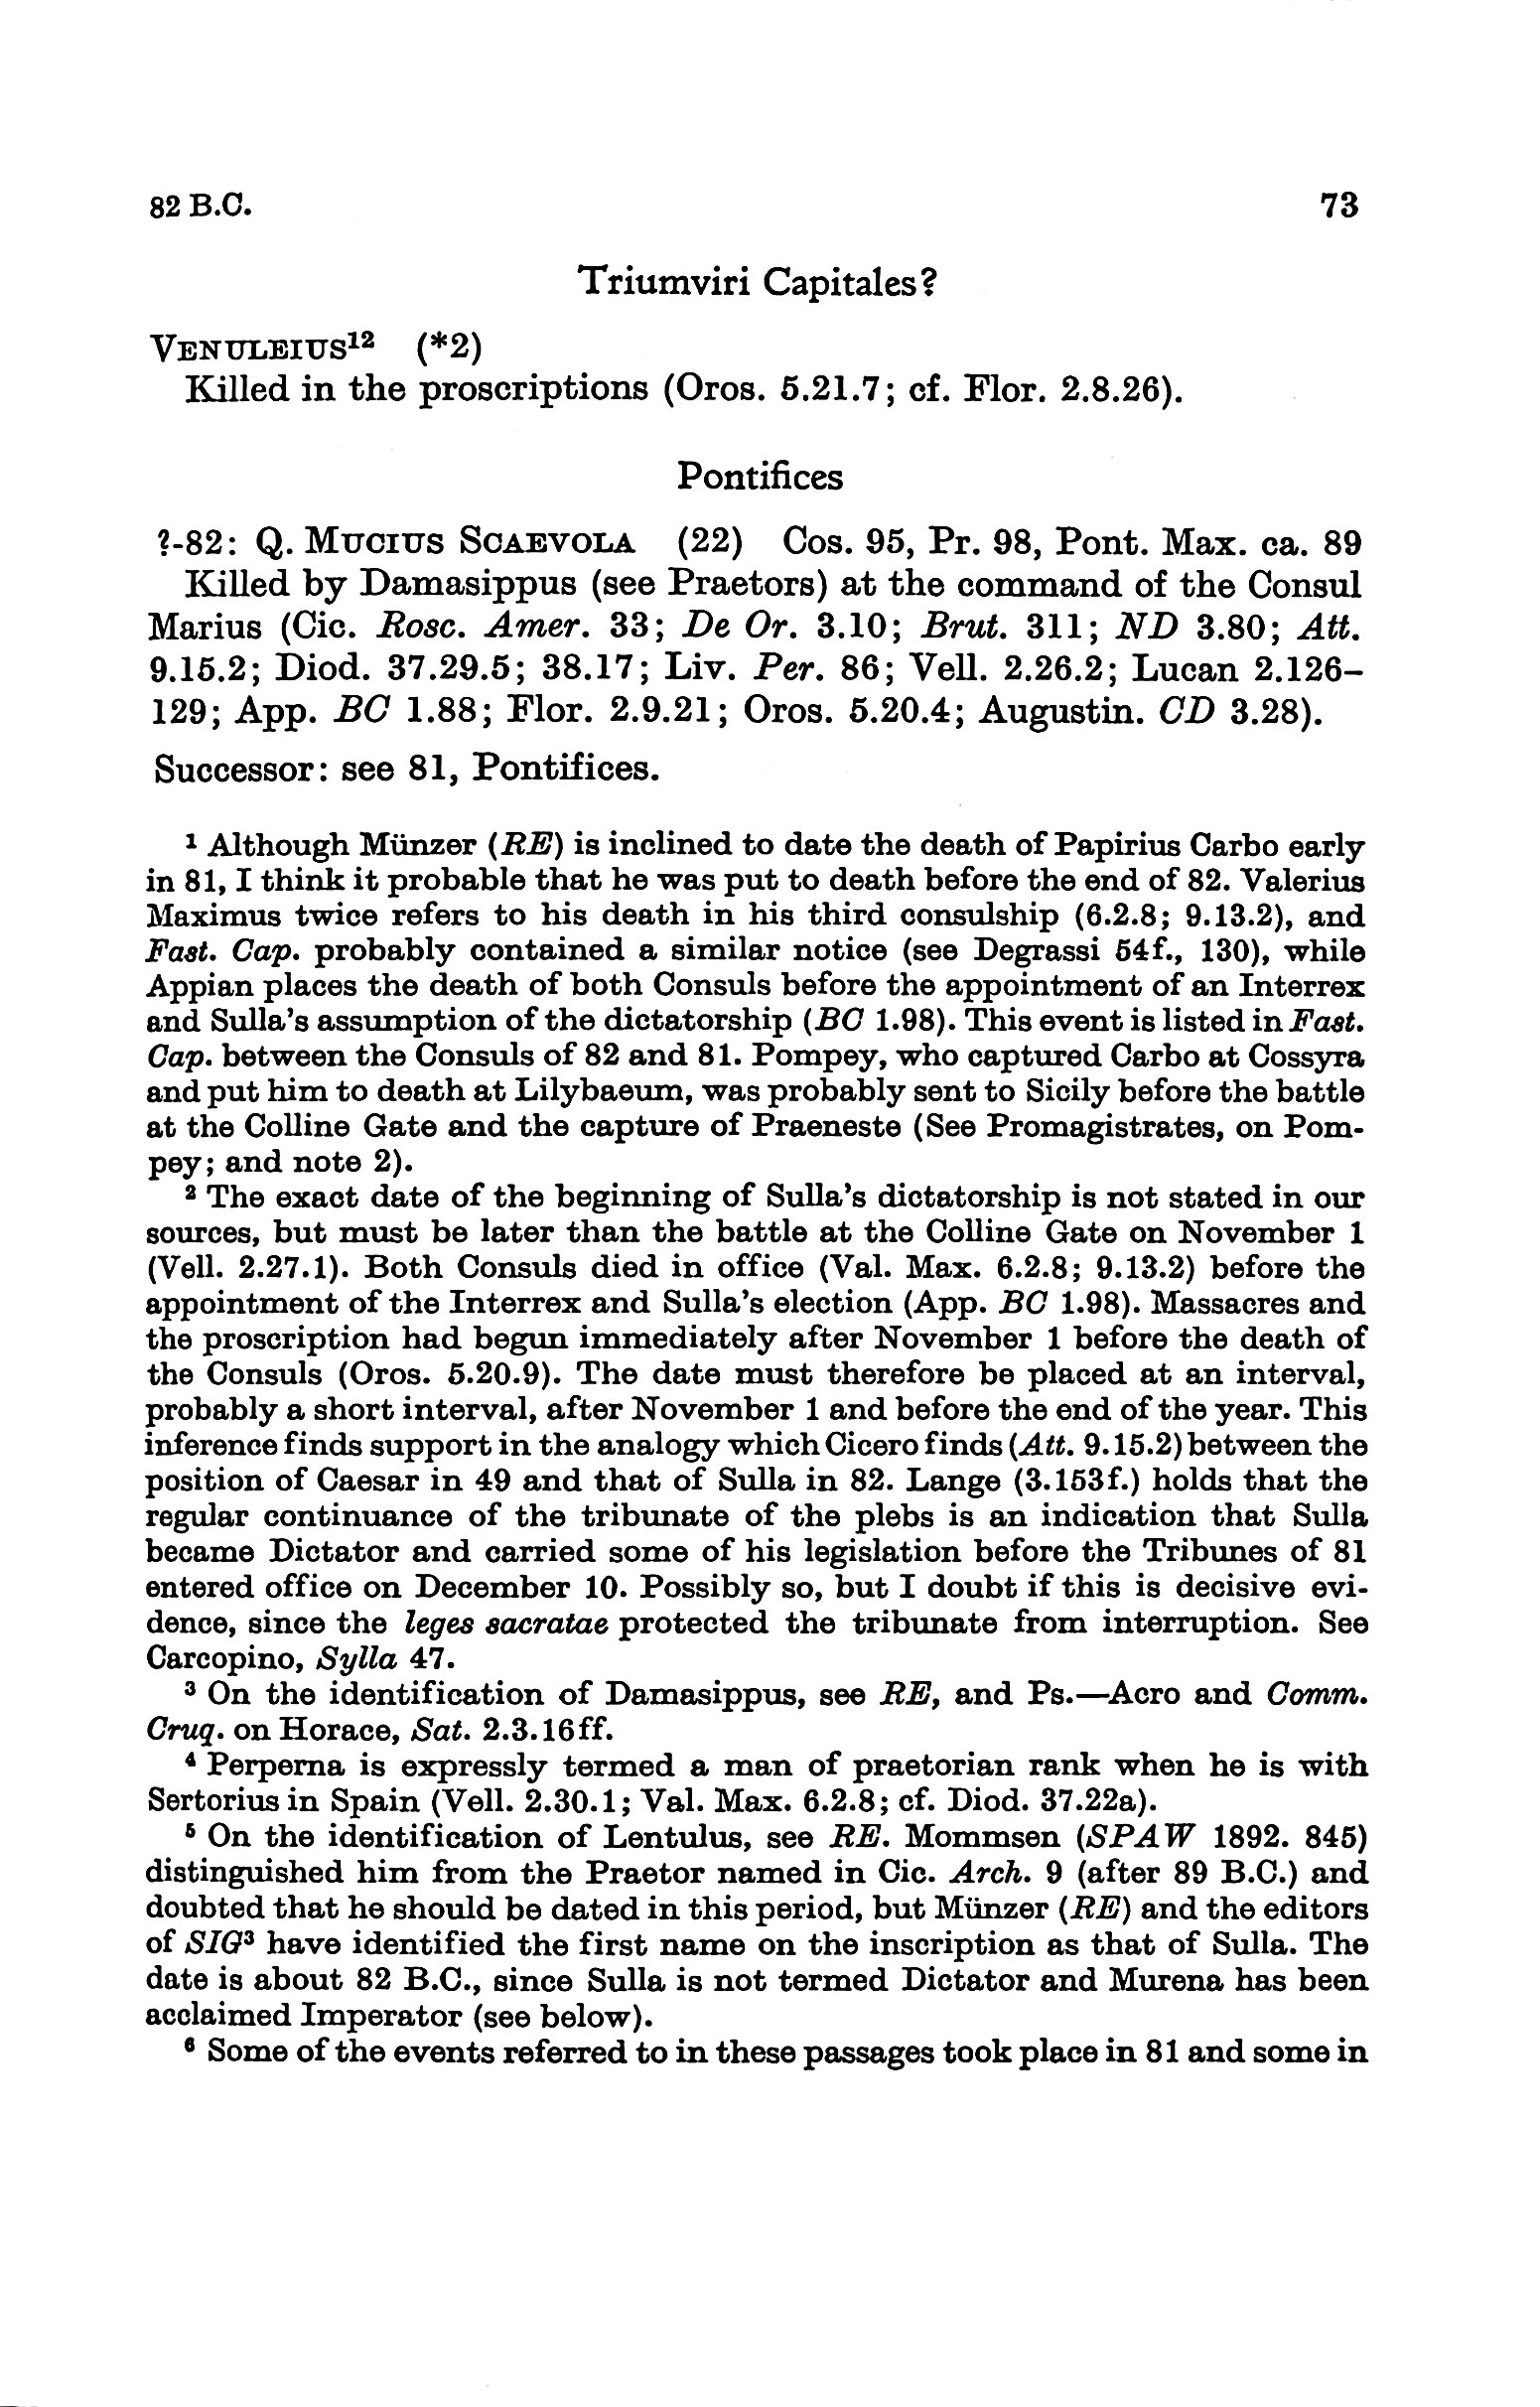 82 B.C. 73
Triumviri Capitales?
VENULEIUS¹² (*2)
Killed in the proscriptions (Oros. 5.21.7; cf. Flor. 2.8.26).
Pontifices
?-82: Q. MUCIUS SCAEVOLA (22) Cos. 95, Pr. 98, Pont. Max. ca. 89
Killed by Damasippus (see Praetors) at the command of the Consul
Marius (Cic. Rosc. Amer. 33; De Or. 3.10; Brut. 311; ND 3.80; Att.
9.15.2; Diod. 37.29.5; 38.17; Liv. Per. 86; Vell. 2.26.2; Lucan 2.126–
129; App. BC 1.88; Flor. 2.9.21; Oros. 5.20.4; Augustin. CD 3.28).
Successor: see 81, Pontifices.
¹ Although Münzer (RE) is inclined to date the death of Papirius Carbo early
in 81, I think it probable that he was put to death before the end of 82. Valerius
Maximus twice refers to his death in his third consulship (6.2.8; 9.13.2), and
Fast. Cap. probably contained a similar notice (see Degrassi 54f., 130), while
Appian places the death of both Consuls before the appointment of an Interrex
and Sulla's assumption of the dictatorship (BC 1.98). This event is listed in Fast.
Cap. between the Consuls of 82 and 81. Pompey, who captured Carbo at Cossyra
and put him to death at Lilybaeum, was probably sent to Sicily before the battle
at the Colline Gate and the capture of Praeneste (See Promagistrates, on Pom-
pey; and note 2).
² The exact date of the beginning of Sulla's dictatorship is not stated in our
sources, but must be later than the battle at the Colline Gate on November 1
(Vell. 2.27.1). Both Consuls died in office (Val. Max. 6.2.8; 9.13.2) before the
appointment of the Interrex and Sulla's election (App. BC 1.98). Massacres and
the proscription had begun immediately after November 1 before the death of
the Consuls (Oros. 5.20.9). The date must therefore be placed at an interval,
probably a short interval, after November 1 and before the end of the year. This
inference finds support in the analogy which Cicero finds (Att. 9.15.2) between the
position of Caesar in 49 and that of Sulla in 82. Lange (3.153f.) holds that the
regular continuance of the tribunate of the plebs is an indication that Sulla
became Dictator and carried some of his legislation before the Tribunes of 81
entered office on December 10. Possibly so, but I doubt if this is decisive evi-
dence, since the leges sacratae protected the tribunate from interruption. See
Carcopino, Sylla 47.
³ On the identification of Damasippus, see RE, and Ps.—Acro and Comm.
Cruq. on Horace, Sat. 2.3.16ff.
⁴ Perperna is expressly termed a man of praetorian rank when he is with
Sertorius in Spain (Vell. 2.30.1; Val. Max. 6.2.8; cf. Diod. 37.22a).
⁵ On the identification of Lentulus, see RE. Mommsen (SPAW 1892. 845)
distinguished him from the Praetor named in Cic. Arch. 9 (after 89 B.C.) and
doubted that he should be dated in this period, but Münzer (RE) and the editors
of SIG³ have identified the first name on the inscription as that of Sulla. The
date is about 82 B.C., since Sulla is not termed Dictator and Murena has been
acclaimed Imperator (see below).
⁶ Some of the events referred to in these passages took place in 81 and some in